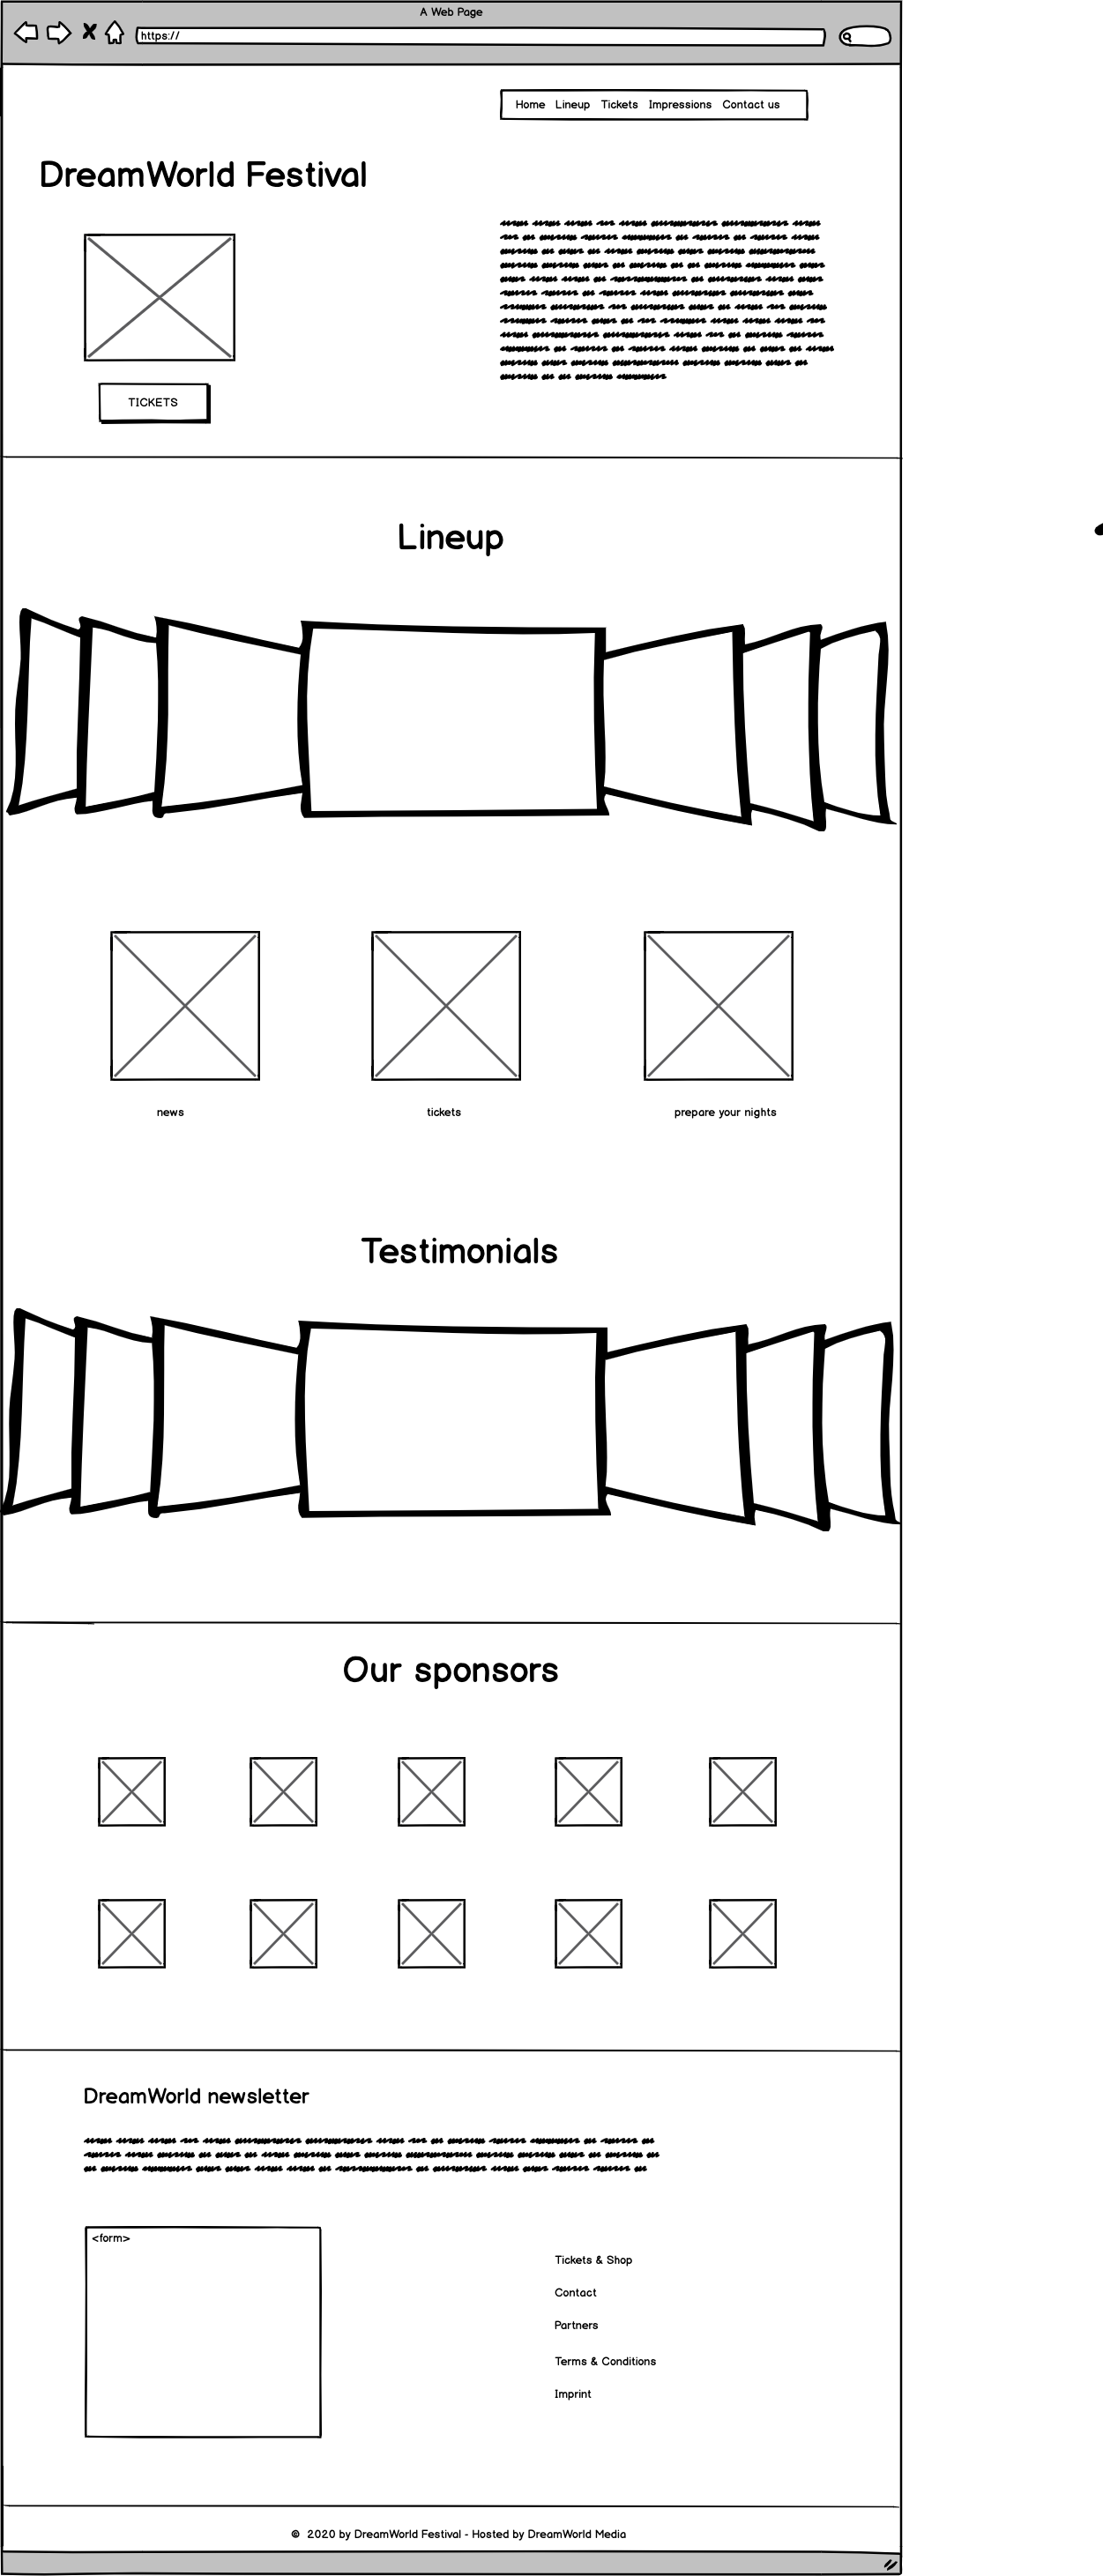 A Web Page
https://
Home Lineup Tickets Impressions Contact us
DreamWorld Festival
TICKETS
Lineup
news tickets prepare your nights
Testimonials
Our sponsors
DreamWorld newsletter
<form>
Tickets & Shop
Contact
Partners
Terms & Conditions
Imprint
© 2020 by DreamWorld Festival - Hosted by DreamWorld Media